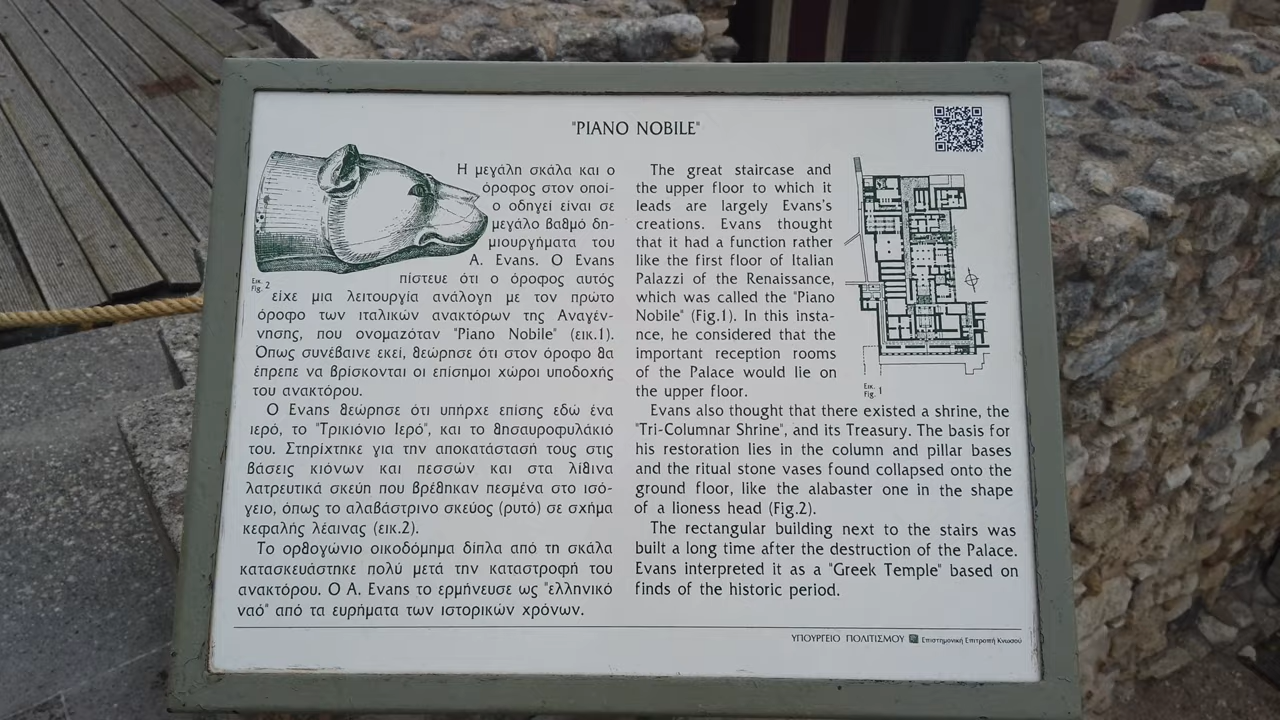 "PIANO NOBILE"
Η μεγάλη σκάλα και ο
όροφος στον οποί-
ο οδηγεί είναι σε
μεγάλο βαθμό δη-
μιουργήματα του
Α. Evans. Ο Evans
πίστευε ότι ο όροφος αυτός
είχε μια λειτουργία ανάλογη με τον πρώτο
όροφο των ιταλικών ανακτόρων της Αναγέν-
νησης, που ονομαζόταν "Piano Nobile" (εικ.1).
Όπως συνέβαινε εκεί, θεώρησε ότι στον όροφο θα
έπρεπε να βρίσκονται οι επίσημοι χώροι υποδοχής
του ανακτόρου.
Ο Evans θεώρησε ότι υπήρχε επίσης εδώ ένα
ιερό, το "Τρικιόνιο Ιερό", και το θησαυροφυλάκιό
του. Στηρίχτηκε για την αποκατάστασή τους στις
βάσεις κιόνων και πεσσών και στα λίθινα
λατρευτικά σκεύη που βρέθηκαν πεσμένα στο ισό-
γειο, όπως το αλαβάστρινο σκεύος (ρυτό) σε σχήμα
κεφαλής λέαινας (εικ.2).
Το ορθογώνιο οικοδόμημα δίπλα από τη σκάλα
κατασκευάστηκε πολύ μετά την καταστροφή του
ανακτόρου. Ο Α. Evans το ερμήνευσε ως "ελληνικό
ναό" από τα ευρήματα των ιστορικών χρόνων.
Εικ.
Fig. 2
The great staircase and
the upper floor to which it
leads are largely Evans's
creations. Evans thought
that it had a function rather
like the first floor of Italian
Palazzi of the Renaissance,
which was called the "Piano
Nobile" (Fig.1). In this insta-
nce, he considered that the
important reception rooms
of the Palace would lie on
the upper floor.
Evans also thought that there existed a shrine, the
"Tri-Columnar Shrine", and its Treasury. The basis for
his restoration lies in the column and pillar bases
and the ritual stone vases found collapsed onto the
ground floor, like the alabaster one in the shape
of a lioness head (Fig.2).
The rectangular building next to the stairs was
built a long time after the destruction of the Palace.
Evans interpreted it as a "Greek Temple" based on
finds of the historic period.
Εικ.
Fig. 1
ΥΠΟΥΡΓΕΙΟ ΠΟΛΙΤΙΣΜΟΥ Επιστημονική Επιτροπή Κνωσού